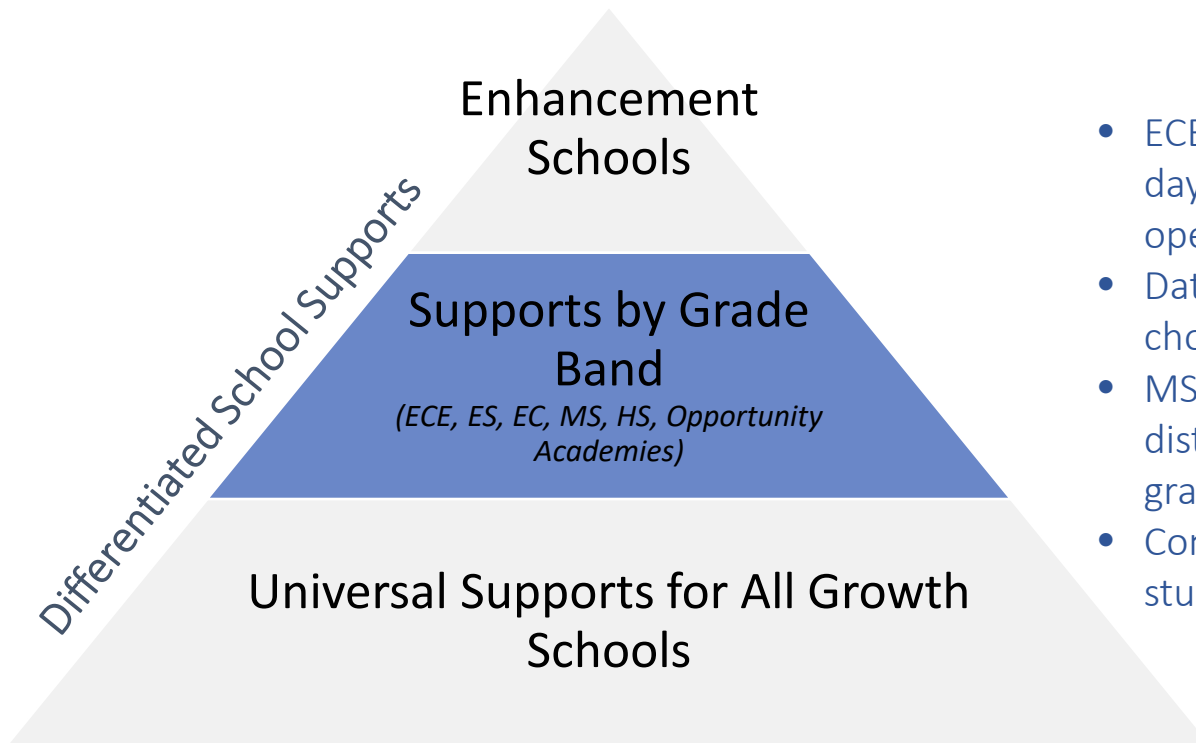 Enhancement
Schools
Differentiated School Supports
Supports by Grade
Band
(ECE, ES, EC, MS, HS, Opportunity
Academies)
Universal Supports for All Growth
Schools
•
•
• MS
•